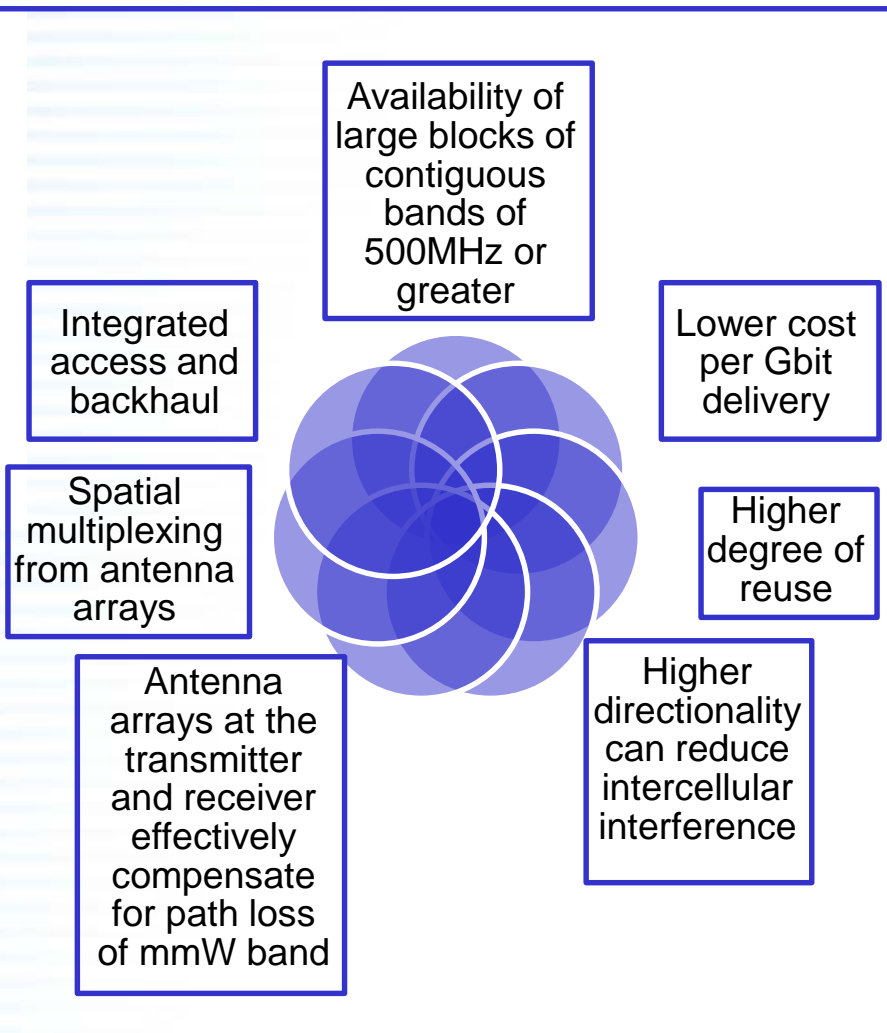 Availability of
large blocks of
contiguous
bands of
500MHz or
greater
Lower cost
per Gbit
delivery
Higher
degree of
reuse
Higher
directionality
can reduce
intercellular
interference
Antenna
arrays at the
transmitter
and receiver
effectively
compensate
for path loss
of mmW band
Spatial
multiplexing
from antenna
arrays
Integrated
access and
backhaul